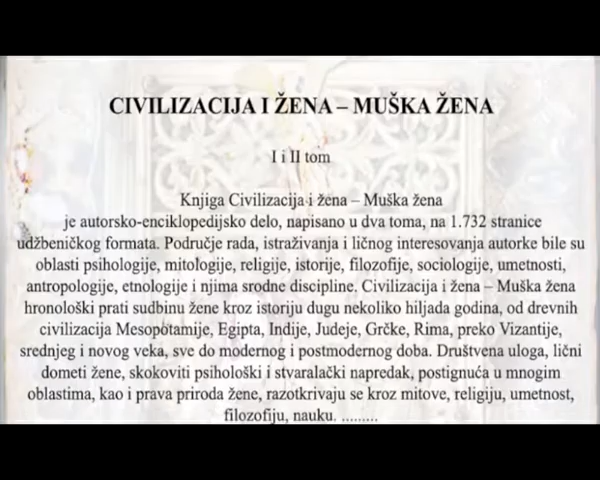 CIVILIZACIJA I ŽENA – MUŠKA ŽENA
I i II tom
Knjiga Civilizacija i žena – Muška žena
je autorsko-enciklopedijsko delo, napisano u dva toma, na 1.732 stranice
udžbeničkog formata. Područje rada, istraživanja i ličnog interesovanja autorke bile su
oblasti psihologije, mitologije, religije, istorije, filozofije, sociologije, umetnosti,
antropologije, etnologije i njima srodne discipline. Civilizacija i žena – Muška žena
hronološki prati sudbinu žene kroz istoriju dugu nekoliko hiljada godina, od drevnih
civilizacija Mesopotamije, Egipta, Indije, Judeje, Grčke, Rima, preko Vizantije,
srednjeg i novog veka, sve do modernog i postmodernog doba. Društvena uloga, lični
dometi žene, skokoviti psihološki i stvaralački napredak, postignuća u mnogim
oblastima, kao i prava priroda žene, razotkrivaju se kroz mitove, religiju, umetnost,
filozofiju, nauku. .........